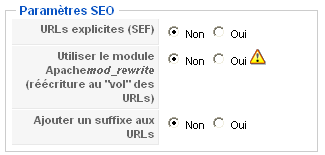 Paramètres SEO
URLs explicites (SEF)
Non Oui
Utiliser le module
Apachemod_rewrite
(réécriture au "vol" des
URLs)
Non Oui
Ajouter un suffixe aux
URLs
Non Oui